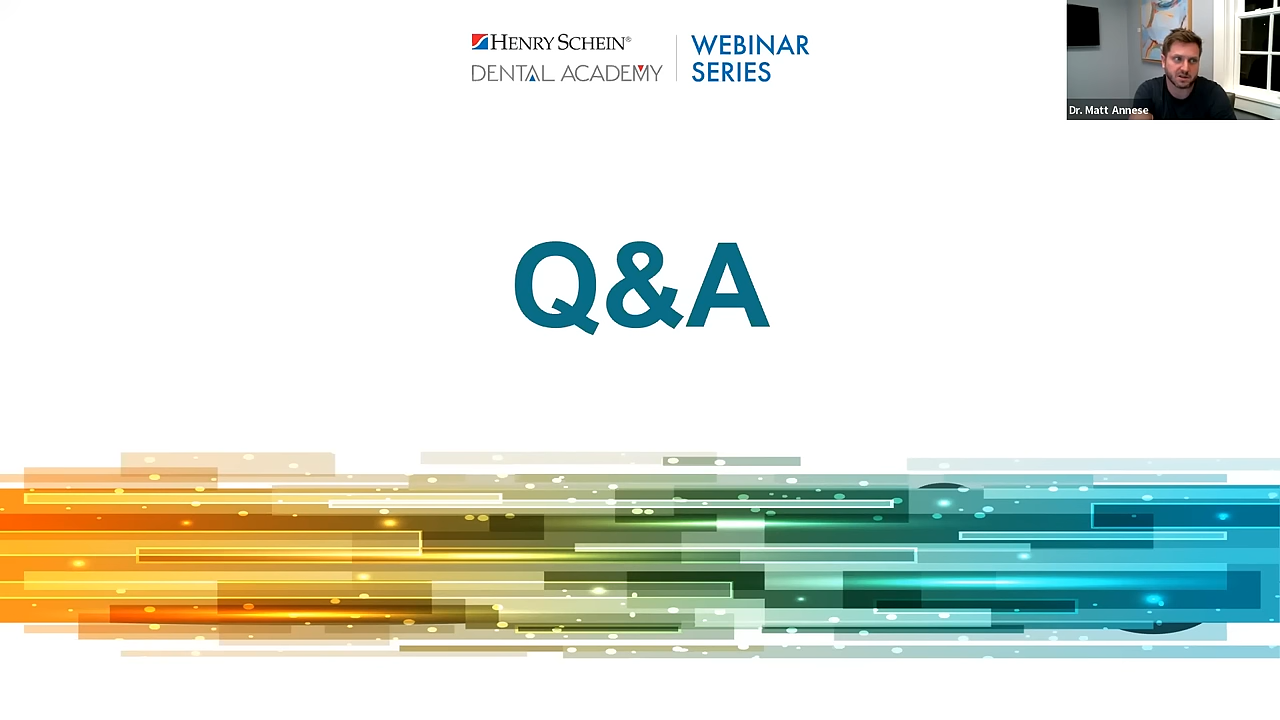 HENRY SCHEIN®
DENTAL ACADEMY
WEBINAR
SERIES
Dr. Matt Annese
Q&A